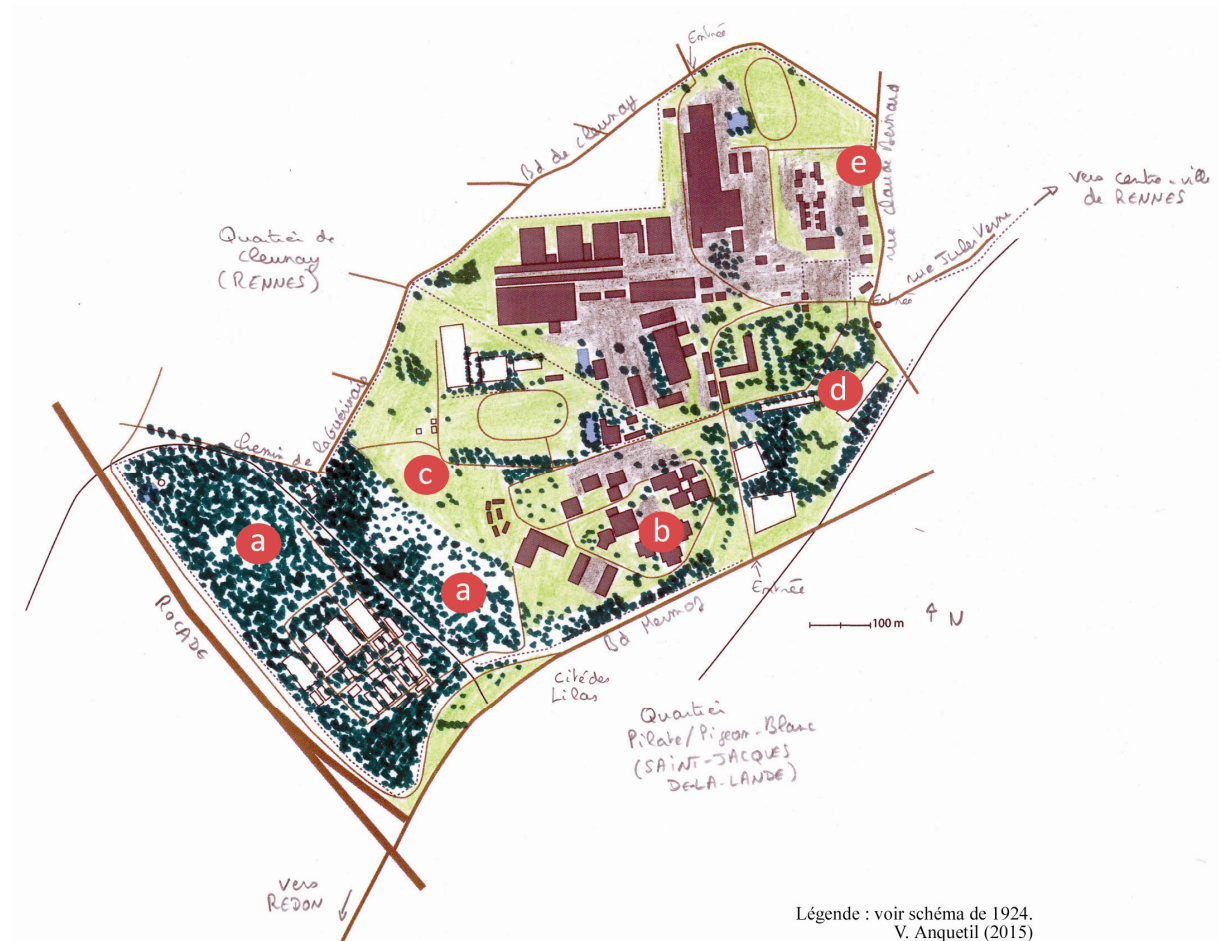 Entrée
Bd de Cleunay
rue Claude Bernard
e
vers centre-ville
de RENNES
Quartier de
Cleunay
(RENNES)
rue Jules Verne
Entrée
d
chemin de la Guérinais
c
b
a
a
Entrée
ROCADE
Bd Mermoz
100 m
N
Cité des
Lilas
Quartier
Pilate/Pigeon-Blanc
(SAINT-JACQUES
DE-LA-LANDE)
vers
REDON
Légende : voir schéma de 1924.
V. Anquetil (2015)